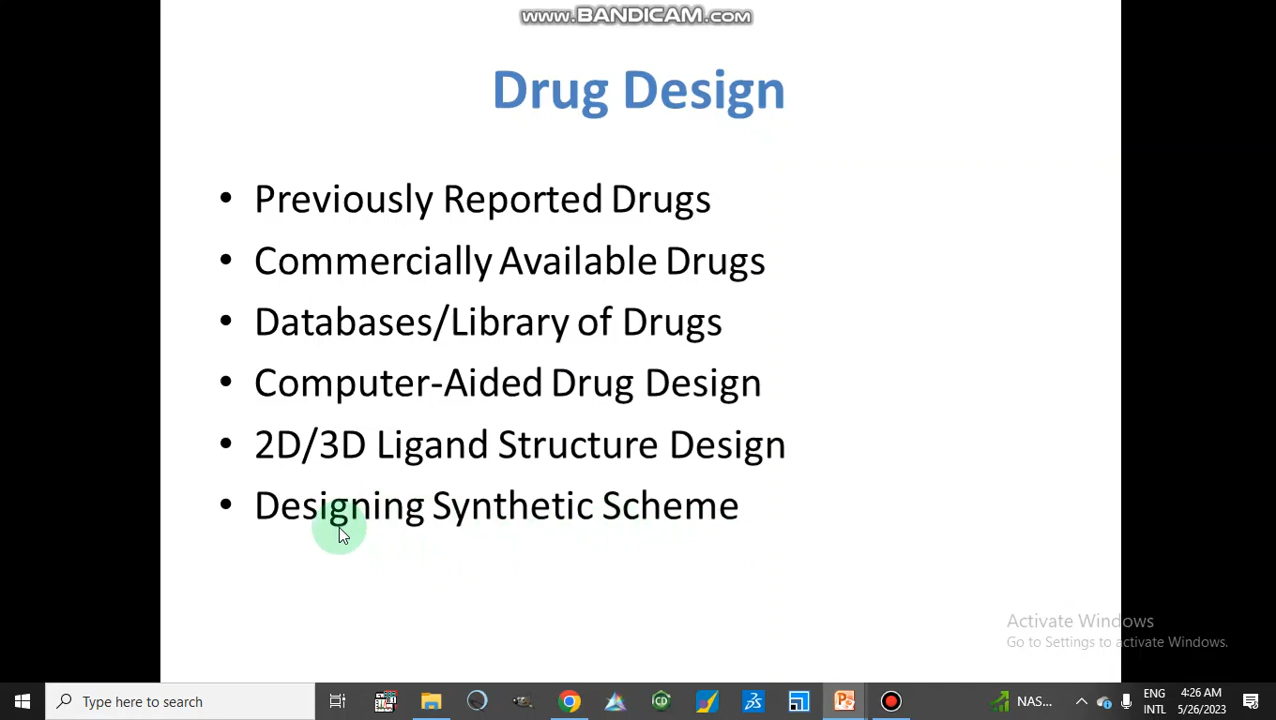 www.BANDICAM.com
Drug Design
• Previously Reported Drugs
• Commercially Available Drugs
• Databases/Library of Drugs
• Computer-Aided Drug Design
• 2D/3D Ligand Structure Design
• Designing Synthetic Scheme
Activate Windows
Go to Settings to activate Windows.
Type here to search
NAS...
ENG
INTL
4:26 AM
5/26/2023